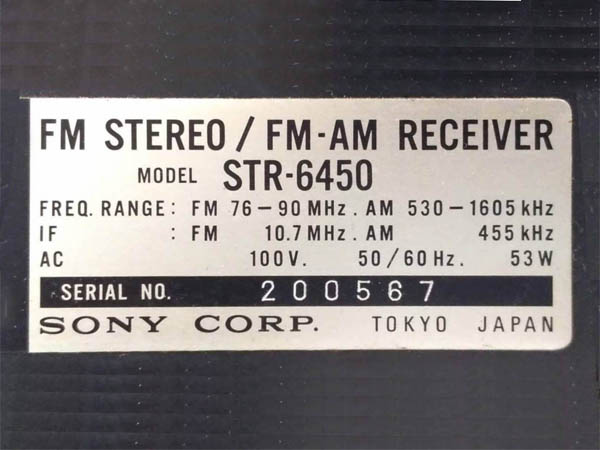 FM STEREO / FM-AM RECEIVER
MODEL STR-6450
FREQ. RANGE: FM 76-90 MHz. AM 530-1605 kHz
IF : FM 10.7 MHz. AM 455 kHz
AC 100V. 50/60 Hz. 53W
SERIAL NO. 200567
SONY CORP. TOKYO JAPAN